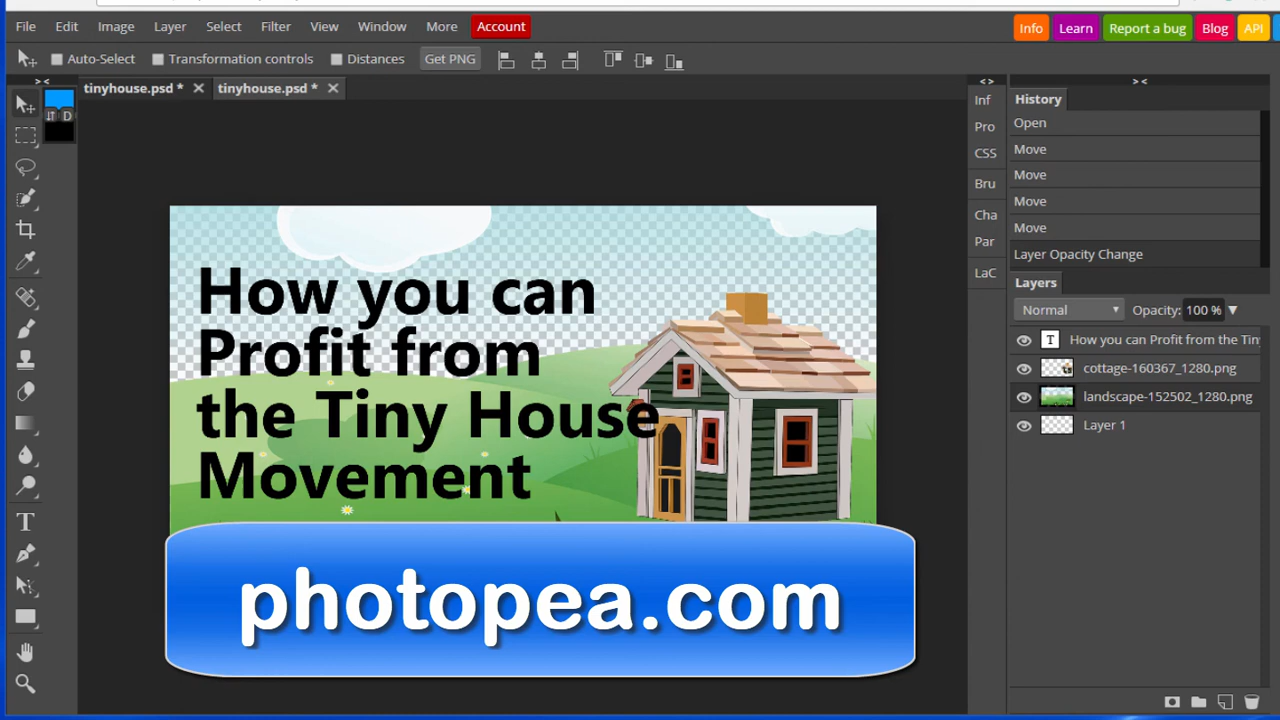 File Edit Image Layer Select Filter View Window More Account
Info Learn Report a bug Blog API
Auto-Select Transformation controls Distances Get PNG
tinyhouse.psd * tinyhouse.psd *
D
Inf
Pro
CSS
Bru
Cha
Par
LaC
History
Open
Move
Move
Move
Move
Layer Opacity Change
Layers
Normal Opacity: 100 %
T How you can Profit from the Tin
cottage-160367_1280.png
landscape-152502_1280.png
Layer 1
How you can
Profit from
the Tiny House
Movement
photopea.com